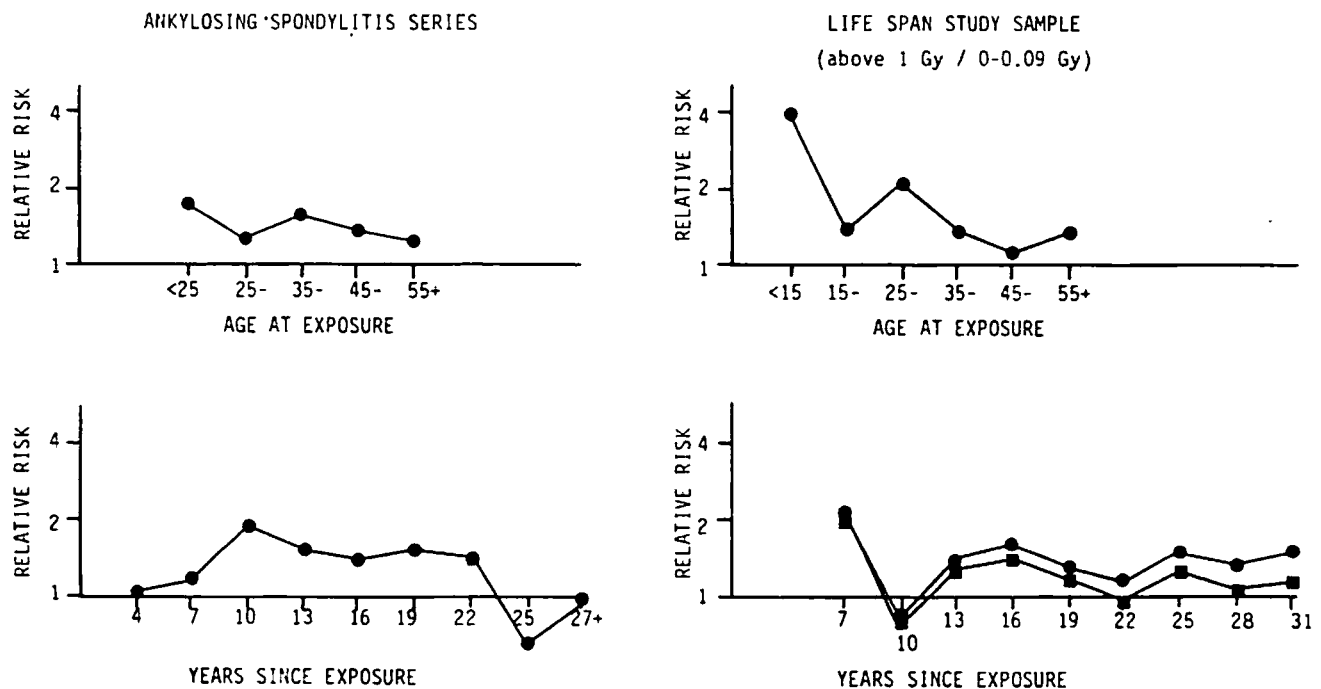 ANKYLOSING SPONDYLITIS SERIES
LIFE SPAN STUDY SAMPLE
(above 1 Gy / 0-0.09 Gy)
RELATIVE RISK
4
2
1
<25 25- 35- 45- 55+
AGE AT EXPOSURE
RELATIVE RISK
4
2
1
<15 15- 25- 35- 45- 55+
AGE AT EXPOSURE
RELATIVE RISK
4
2
1
4 7 10 13 16 19 22 25 27+
YEARS SINCE EXPOSURE
RELATIVE RISK
4
2
1
7 10 13 16 19 22 25 28 31
YEARS SINCE EXPOSURE